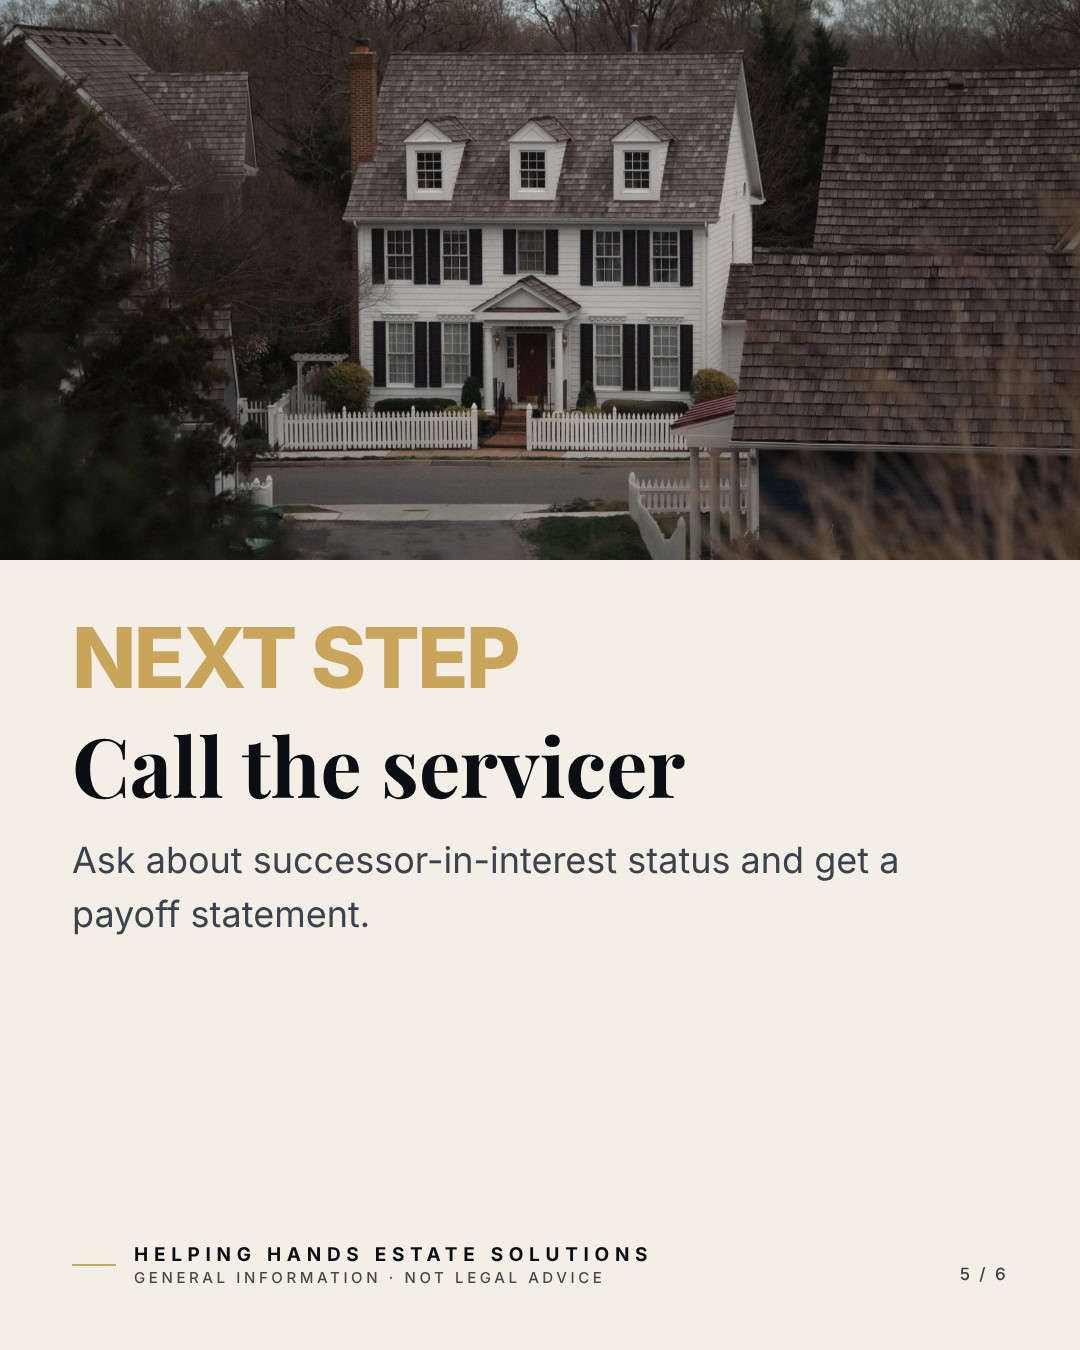 NEXT STEP
Call the servicer
Ask about successor-in-interest status and get a
payoff statement.
HELPING HANDS ESTATE SOLUTIONS
GENERAL INFORMATION · NOT LEGAL ADVICE
5 / 6